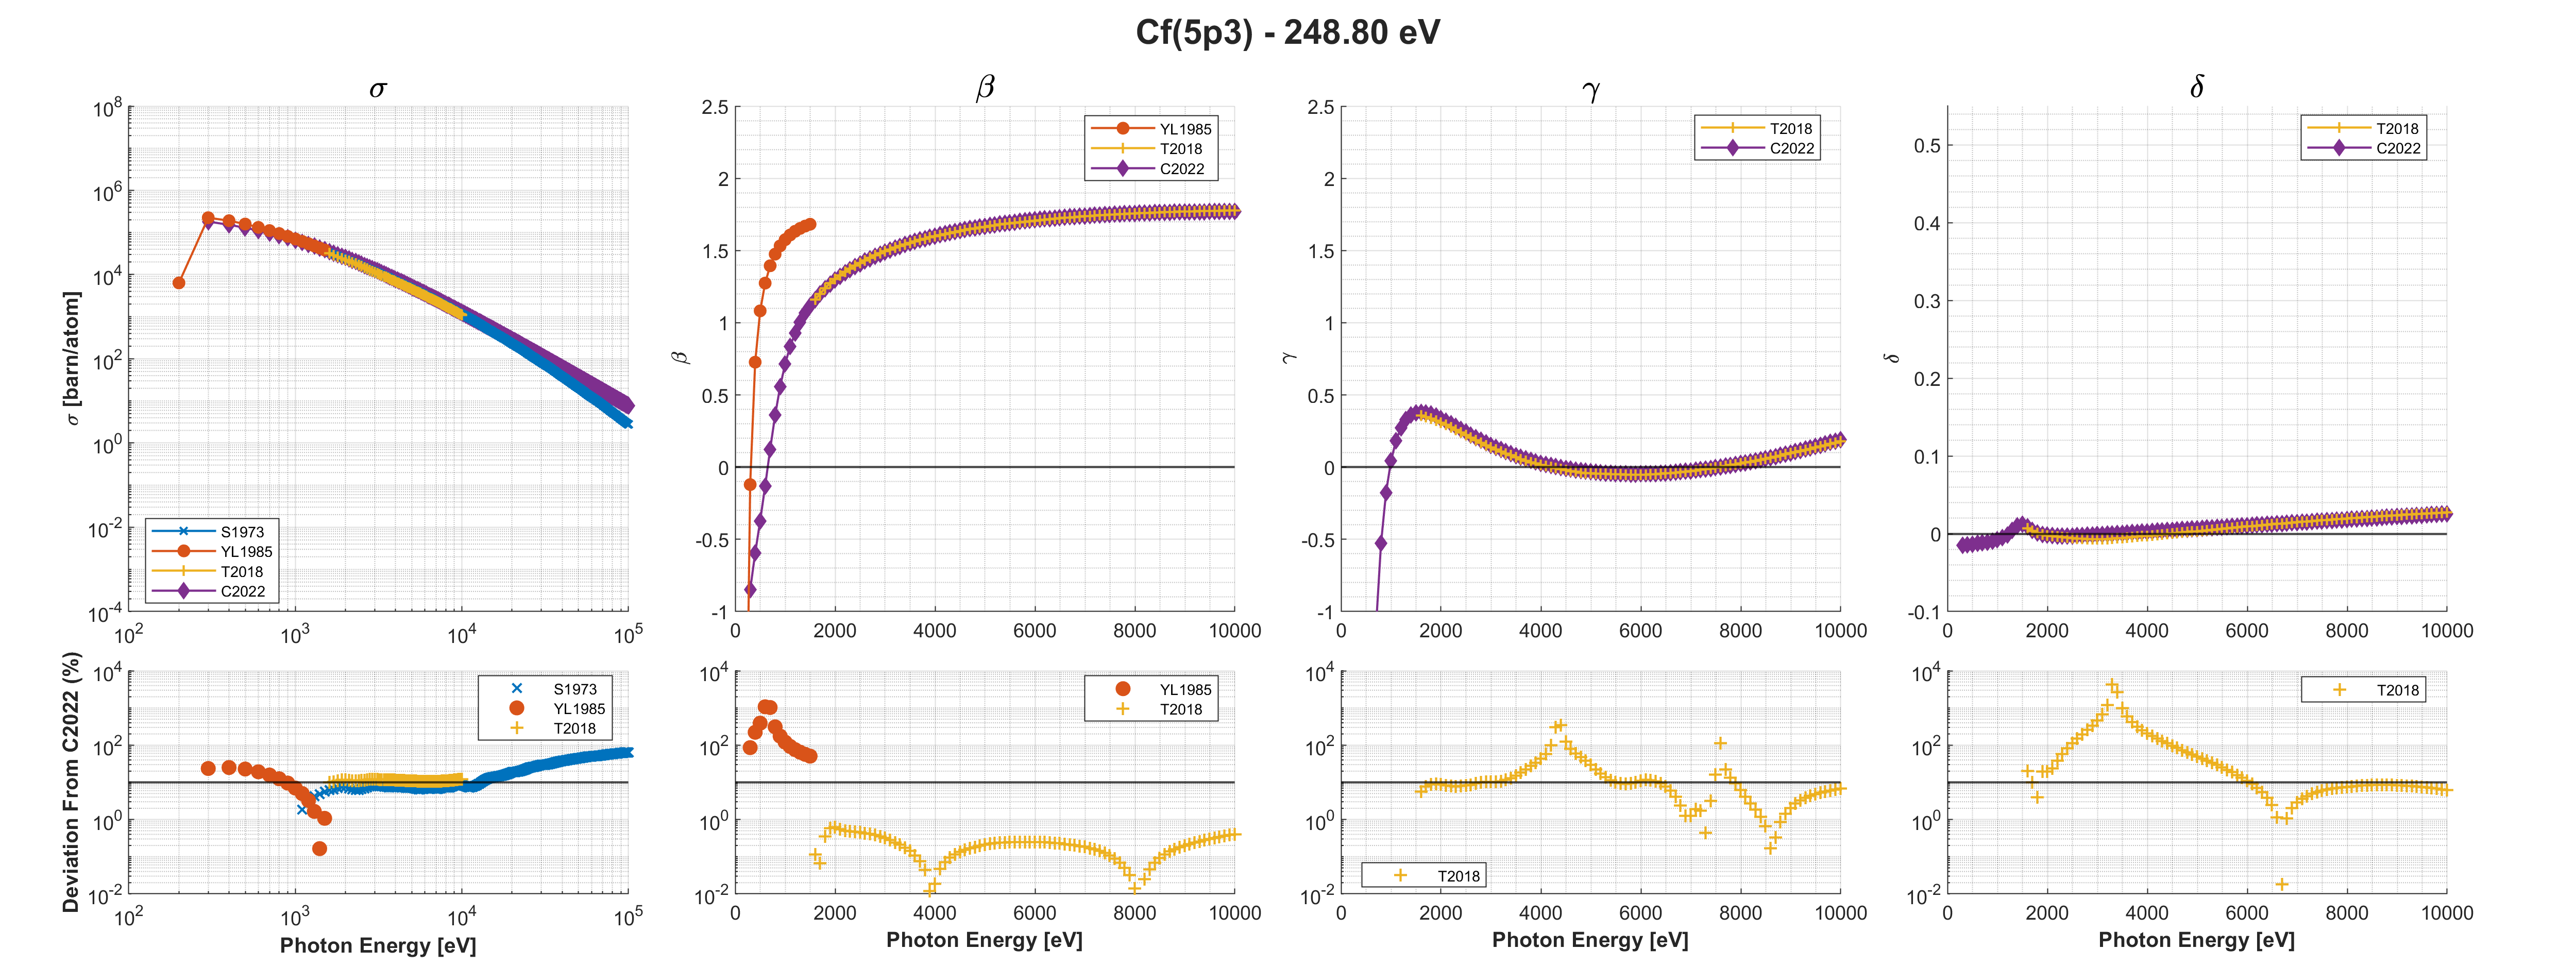 Cf(5p3) - 248.80 eV
σ
σ [barn/atom]
10^8
10^6
10^4
10^2
10^0
10^-2
10^-4
10^2
10^3
10^4
10^5
S1973
YL1985
T2018
C2022
β
β
2.5
2
1.5
1
0.5
0
-0.5
-1
0
2000
4000
6000
8000
10000
YL1985
T2018
C2022
γ
γ
2.5
2
1.5
1
0.5
0
-0.5
-1
0
2000
4000
6000
8000
10000
T2018
C2022
δ
δ
0.5
0.4
0.3
0.2
0.1
0
-0.1
0
2000
4000
6000
8000
10000
T2018
C2022
Deviation From C2022 (%)
10^4
10^2
10^0
10^-2
10^2
10^3
10^4
10^5
S1973
YL1985
T2018
Photon Energy [eV]
10^4
10^2
10^0
10^-2
0
2000
4000
6000
8000
10000
YL1985
T2018
Photon Energy [eV]
10^4
10^2
10^0
10^-2
0
2000
4000
6000
8000
10000
T2018
Photon Energy [eV]
10^4
10^2
10^0
10^-2
0
2000
4000
6000
8000
10000
T2018
Photon Energy [eV]